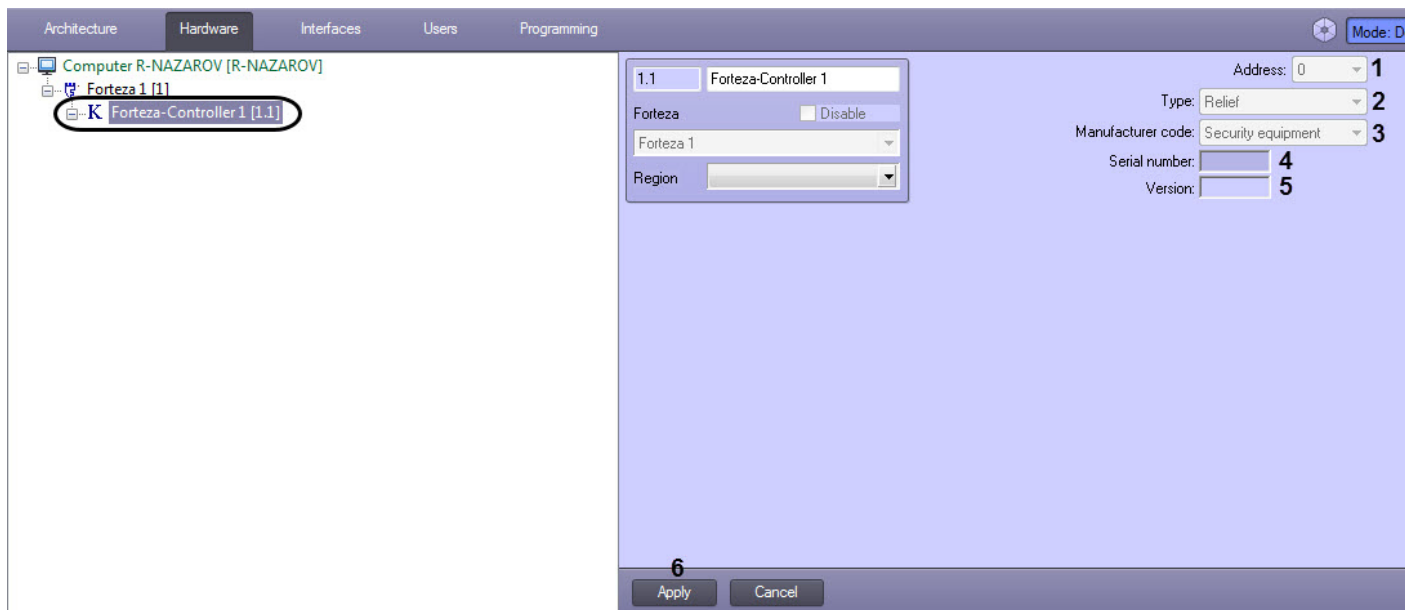 Architecture Hardware Interfaces Users Programming Mode: D
Computer R-NAZAROV [R-NAZAROV]
Forteza 1 [1]
K Forteza-Controller 1 [1.1]
1.1 Forteza-Controller 1
Forteza Disable
Forteza 1
Region
Address: 0 1
Type: Relief 2
Manufacturer code: Security equipment 3
Serial number: 4
Version: 5
6
Apply Cancel